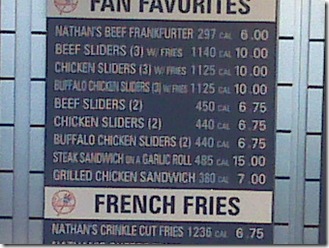 FAN FAVORITES
NATHAN'S BEEF FRANKFURTER 297 CAL 6.00
BEEF SLIDERS (3) W/ FRIES 1140 CAL 10.00
CHICKEN SLIDERS (3) W/ FRIES 1125 CAL 10.00
BUFFALO CHICKEN SLIDERS (3) W/ FRIES 1125 CAL 10.00
BEEF SLIDERS (2) 450 CAL 6.75
CHICKEN SLIDERS (2) 440 CAL 6.75
BUFFALO CHICKEN SLIDERS (2) 440 CAL 6.75
STEAK SANDWICH ON A GARLIC ROLL 485 CAL 15.00
GRILLED CHICKEN SANDWICH 360 CAL 7.00
FRENCH FRIES
NATHAN'S CRINKLE CUT FRIES 1236 CAL 6.75